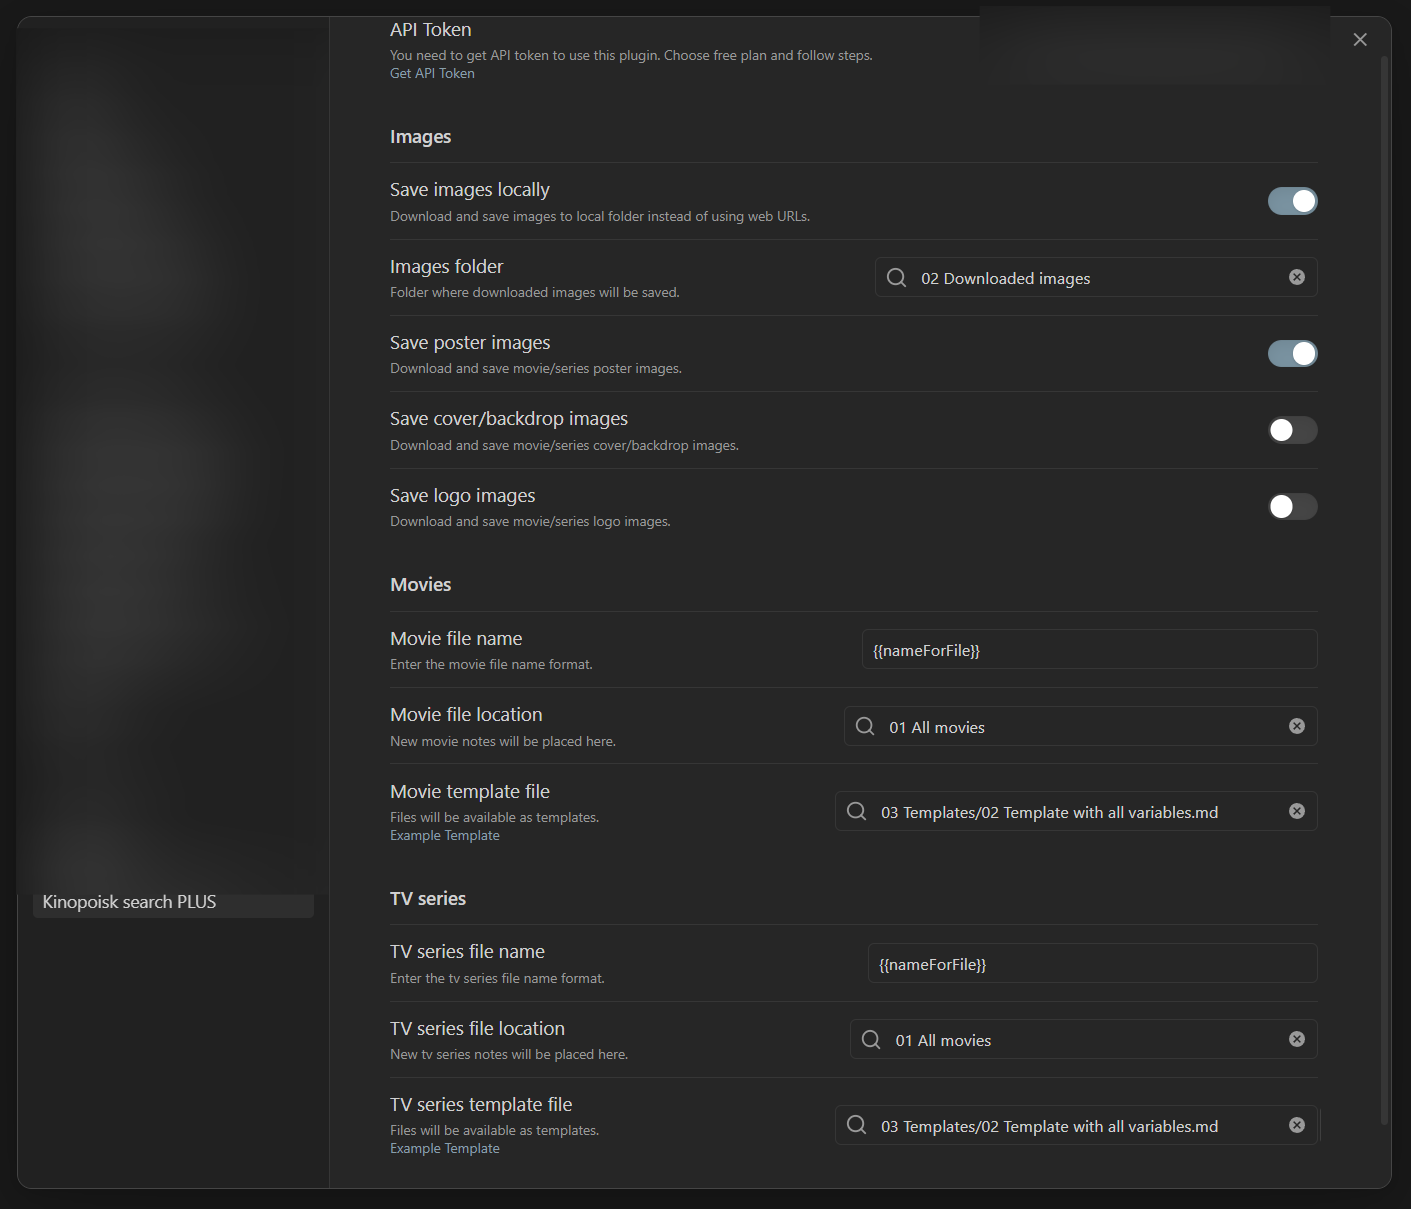 API Token
You need to get API token to use this plugin. Choose free plan and follow steps.
Get API Token
Images
Save images locally
Download and save images to local folder instead of using web URLs.
Images folder
Folder where downloaded images will be saved.
02 Downloaded images
Save poster images
Download and save movie/series poster images.
Save cover/backdrop images
Download and save movie/series cover/backdrop images.
Save logo images
Download and save movie/series logo images.
Movies
Movie file name
Enter the movie file name format.
{{nameForFile}}
Movie file location
New movie notes will be placed here.
01 All movies
Movie template file
Files will be available as templates.
Example Template
03 Templates/02 Template with all variables.md
Kinopoisk search PLUS
TV series
TV series file name
Enter the tv series file name format.
{{nameForFile}}
TV series file location
New tv series notes will be placed here.
01 All movies
TV series template file
Files will be available as templates.
Example Template
03 Templates/02 Template with all variables.md